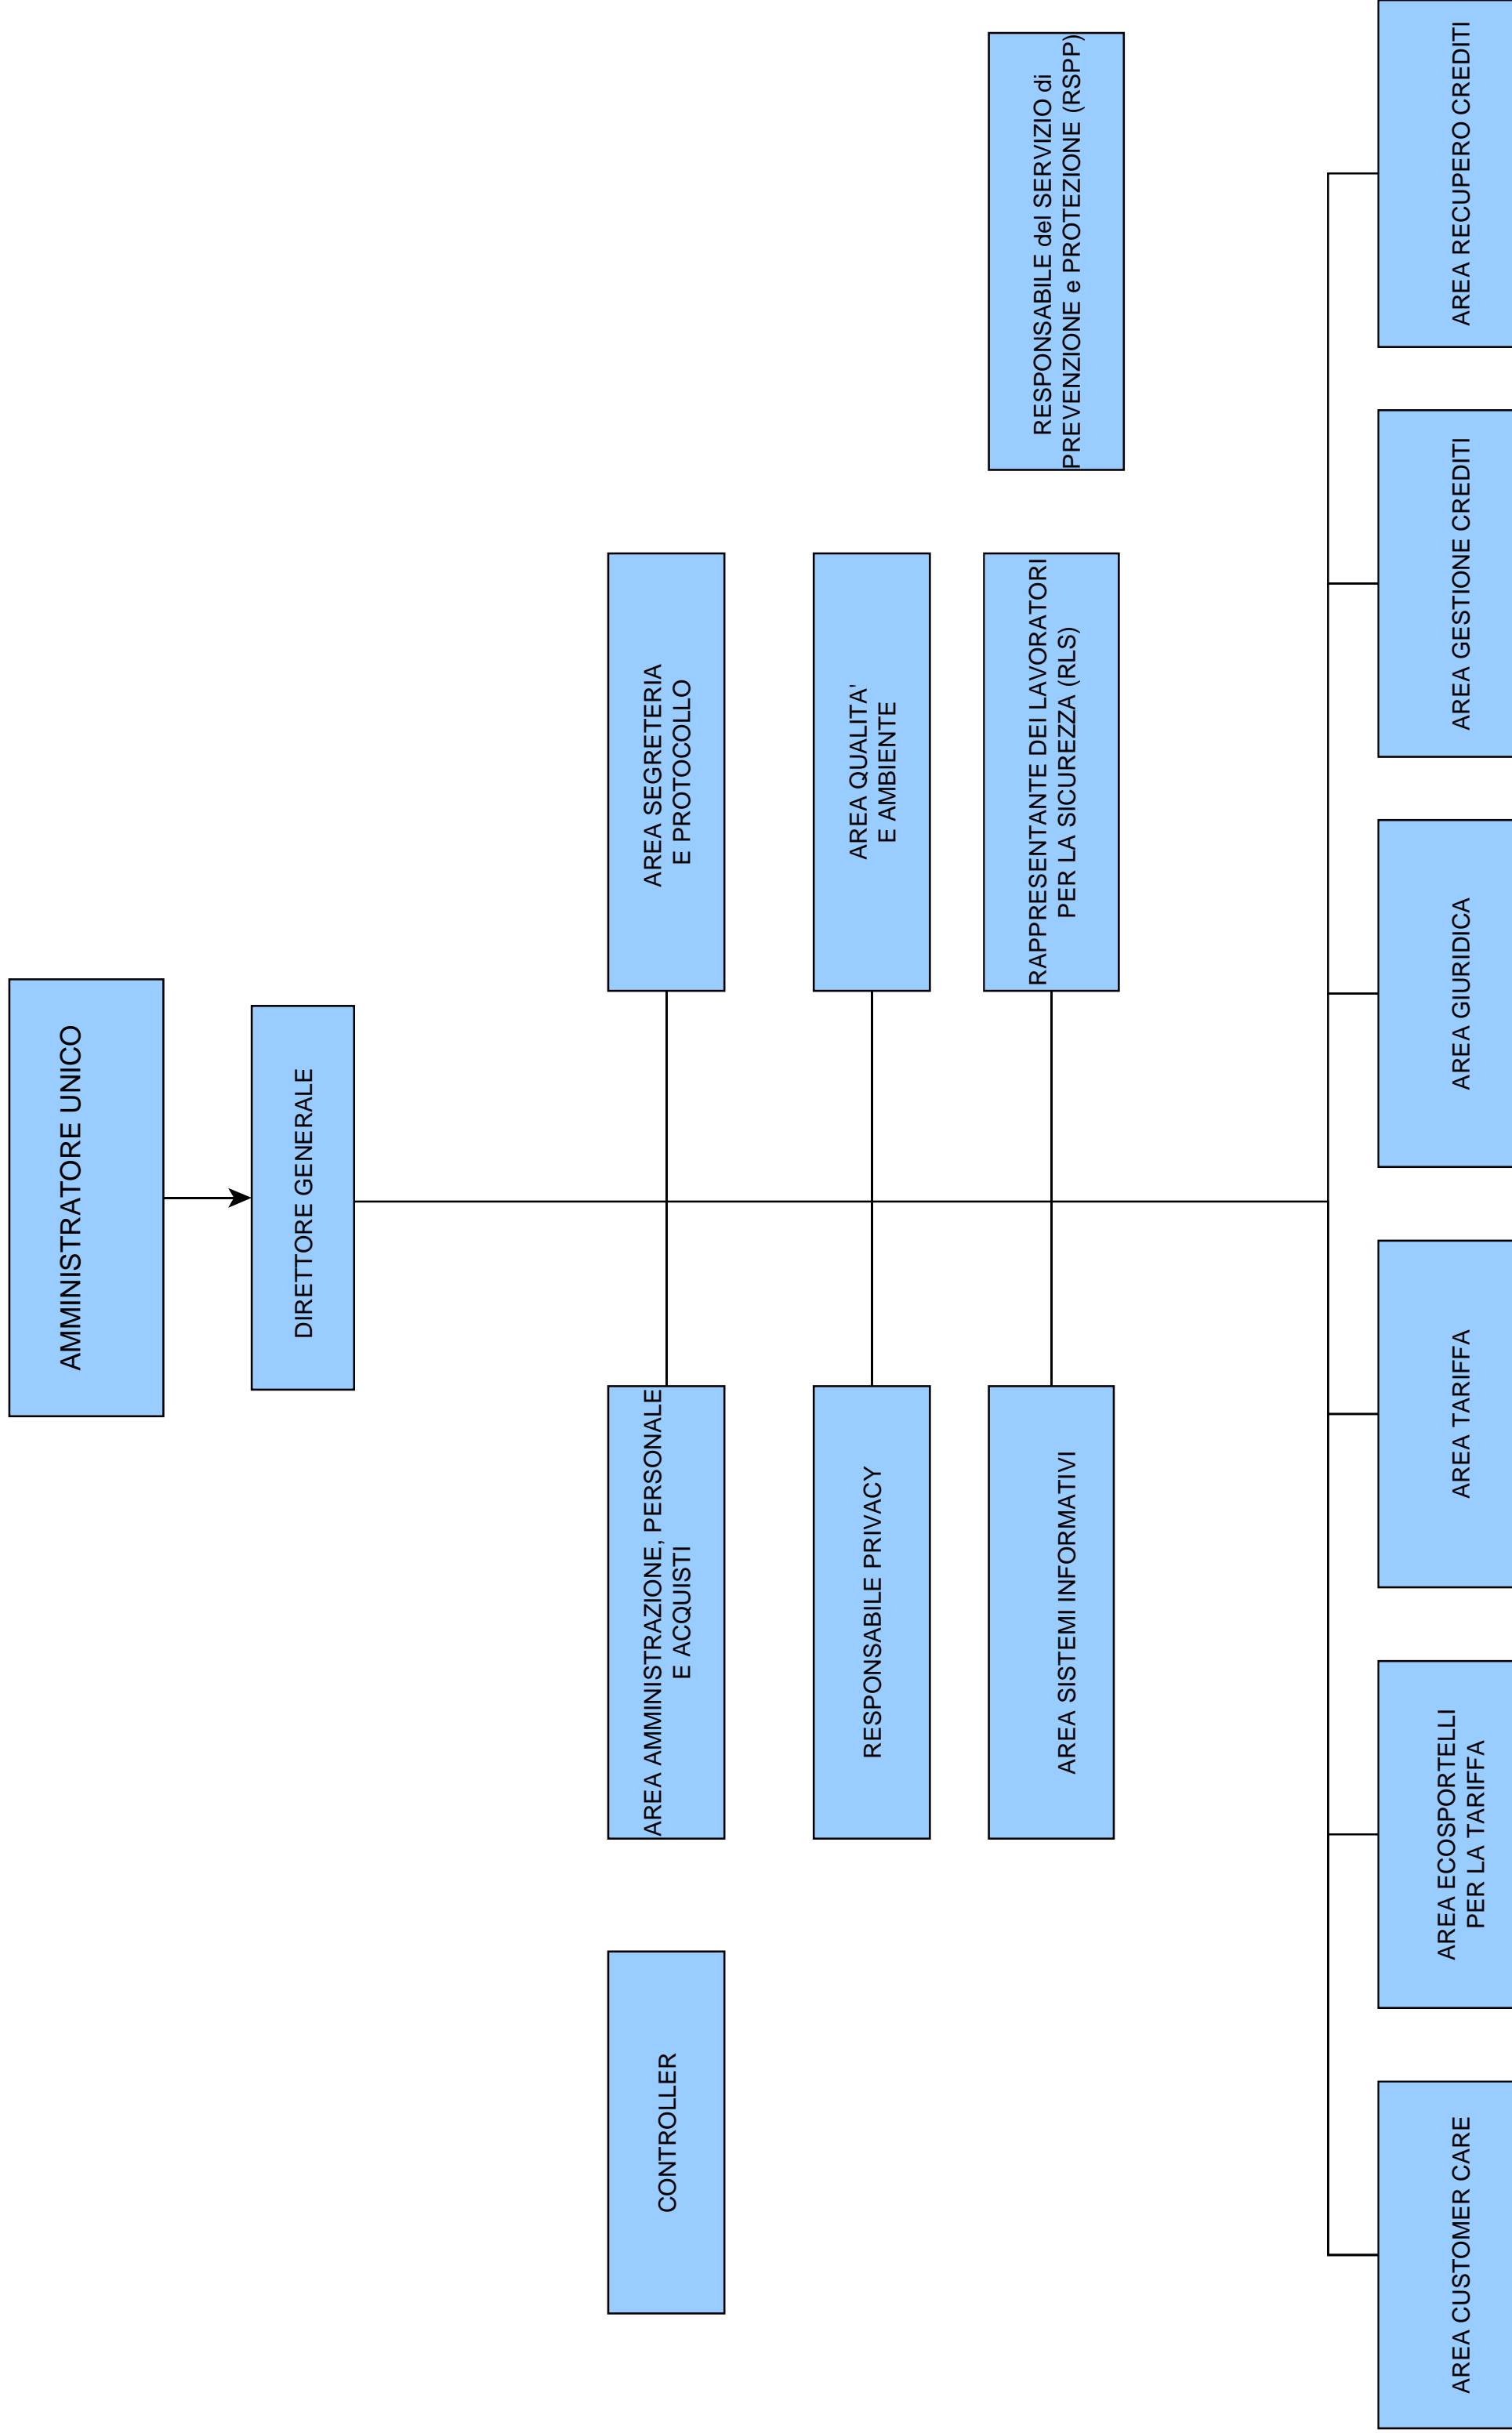 AMMINISTRATORE UNICO
DIRETTORE GENERALE
CONTROLLER
AREA AMMINISTRAZIONE, PERSONALE
E ACQUISTI
AREA SEGRETERIA
E PROTOCOLLO
RESPONSABILE PRIVACY
AREA QUALITA'
E AMBIENTE
AREA SISTEMI INFORMATIVI
RAPPRESENTANTE DEI LAVORATORI
PER LA SICUREZZA (RLS)
RESPONSABILE del SERVIZIO di
PREVENZIONE e PROTEZIONE (RSPP)
AREA CUSTOMER CARE
AREA ECOSPORTELLI
PER LA TARIFFA
AREA TARIFFA
AREA GIURIDICA
AREA GESTIONE CREDITI
AREA RECUPERO CREDITI